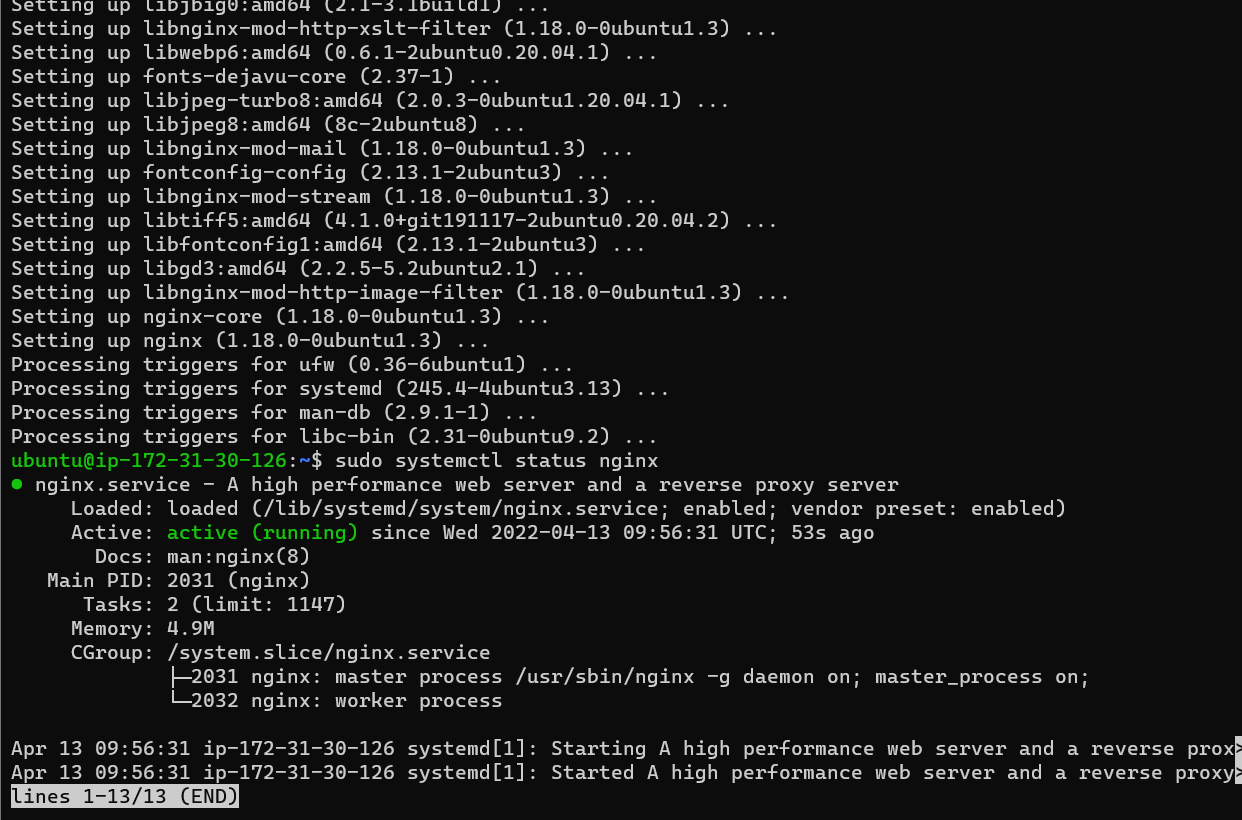 Setting up libjbig0:amd64 (2.1-3.1build1) ...
Setting up libnginx-mod-http-xslt-filter (1.18.0-0ubuntu1.3) ...
Setting up libwebp6:amd64 (0.6.1-2ubuntu0.20.04.1) ...
Setting up fonts-dejavu-core (2.37-1) ...
Setting up libjpeg-turbo8:amd64 (2.0.3-0ubuntu1.20.04.1) ...
Setting up libjpeg8:amd64 (8c-2ubuntu8) ...
Setting up libnginx-mod-mail (1.18.0-0ubuntu1.3) ...
Setting up fontconfig-config (2.13.1-2ubuntu3) ...
Setting up libnginx-mod-stream (1.18.0-0ubuntu1.3) ...
Setting up libtiff5:amd64 (4.1.0+git191117-2ubuntu0.20.04.2) ...
Setting up libfontconfig1:amd64 (2.13.1-2ubuntu3) ...
Setting up libgd3:amd64 (2.2.5-5.2ubuntu2.1) ...
Setting up libnginx-mod-http-image-filter (1.18.0-0ubuntu1.3) ...
Setting up nginx-core (1.18.0-0ubuntu1.3) ...
Setting up nginx (1.18.0-0ubuntu1.3) ...
Processing triggers for ufw (0.36-6ubuntu1) ...
Processing triggers for systemd (245.4-4ubuntu3.13) ...
Processing triggers for man-db (2.9.1-1) ...
Processing triggers for libc-bin (2.31-0ubuntu9.2) ...
ubuntu@ip-172-31-30-126:~$ sudo systemctl status nginx
● nginx.service - A high performance web server and a reverse proxy server
     Loaded: loaded (/lib/systemd/system/nginx.service; enabled; vendor preset: enabled)
     Active: active (running) since Wed 2022-04-13 09:56:31 UTC; 53s ago
       Docs: man:nginx(8)
   Main PID: 2031 (nginx)
      Tasks: 2 (limit: 1147)
     Memory: 4.9M
     CGroup: /system.slice/nginx.service
             ├─2031 nginx: master process /usr/sbin/nginx -g daemon on; master_process on;
             └─2032 nginx: worker process
Apr 13 09:56:31 ip-172-31-30-126 systemd[1]: Starting A high performance web server and a reverse prox>
Apr 13 09:56:31 ip-172-31-30-126 systemd[1]: Started A high performance web server and a reverse proxy>
lines 1-13/13 (END)